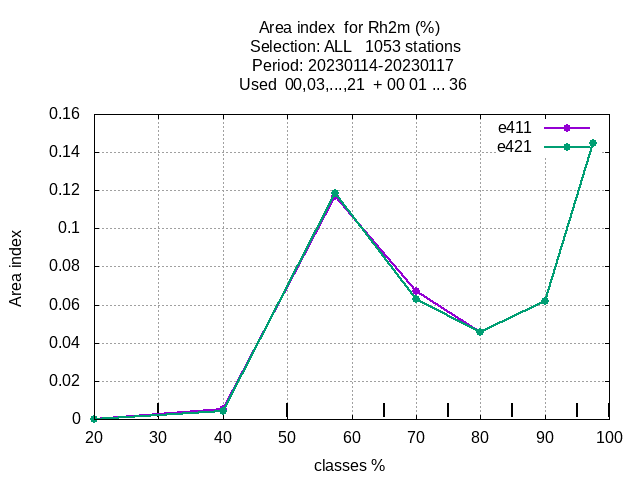 Area index  for Rh2m (%)
Selection: ALL   1053 stations
Period: 20230114-20230117
Used  00,03,...,21  + 00 01 ... 36
e411
e421
Area index
0.16
0.14
0.12
0.1
0.08
0.06
0.04
0.02
0
20 30 40 50 60 70 80 90 100
classes %